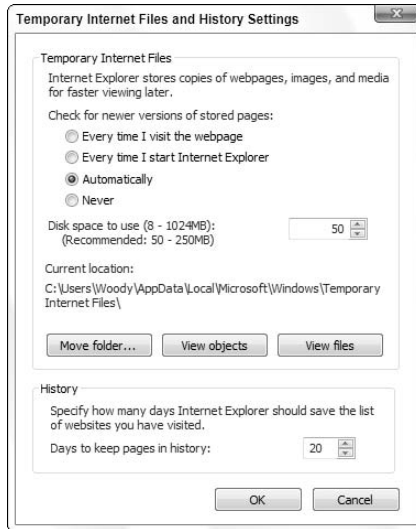 Temporary Internet Files and History Settings
Temporary Internet Files
Internet Explorer stores copies of webpages, images, and media
for faster viewing later.
Check for newer versions of stored pages:
Every time I visit the webpage
Every time I start Internet Explorer
Automatically
Never
Disk space to use (8 - 1024MB):
50
(Recommended: 50 - 250MB)
Current location:
C:\Users\Woody\AppData\Local\Microsoft\Windows\Temporary
Internet Files\
Move folder... View objects View files
History
Specify how many days Internet Explorer should save the list
of websites you have visited.
Days to keep pages in history: 20
OK Cancel